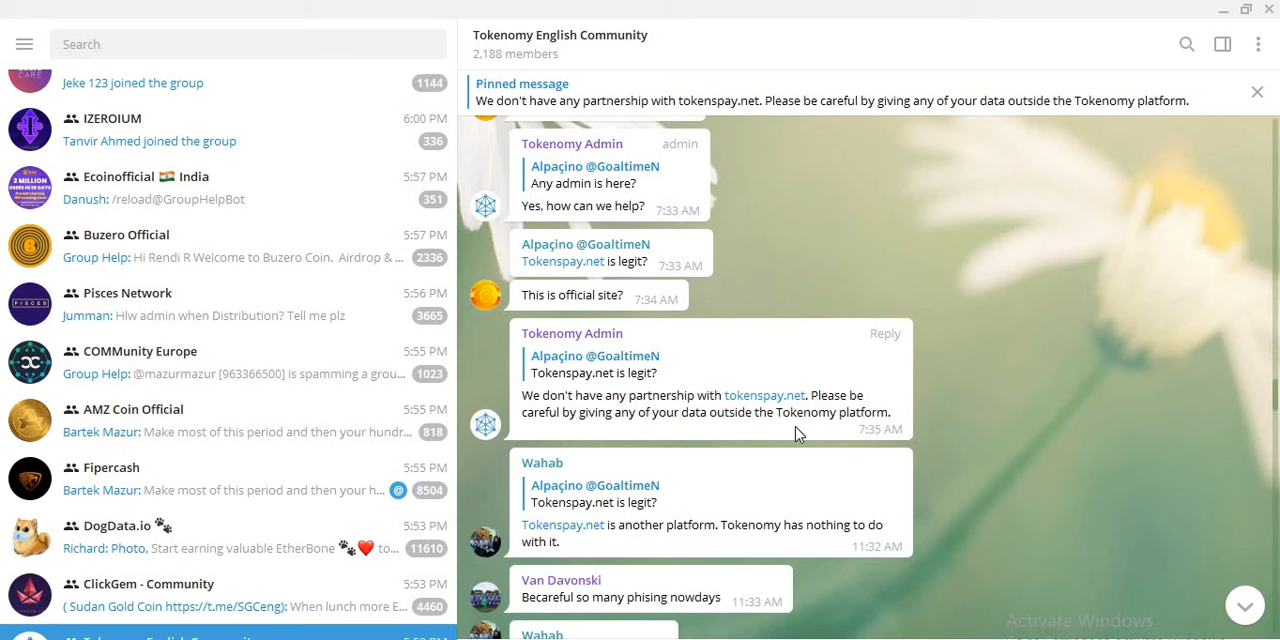 Search
Jeke 123 joined the group
1144
IZEROIUM
6:00 PM
Tanvir Ahmed joined the group
336
Ecoinofficial 🇮🇳 India
5:57 PM
Danush: /reload@GroupHelpBot
351
Buzero Official
5:57 PM
Group Help: Hi Rendi R Welcome to Buzero Coin. Airdrop & ...
2336
Pisces Network
5:56 PM
Jumman: Hlw admin when Distribution? Tell me plz
3665
COMMunity Europe
5:55 PM
Group Help: @mazurmazur [963366500] is spamming a grou...
1023
AMZ Coin Official
5:55 PM
Bartek Mazur: Make most of this period and then your hundr...
818
Fipercash
5:55 PM
Bartek Mazur: Make most of this period and then your h...
@ 8504
DogData.io 🐾
5:53 PM
Richard: Photo, Start earning valuable EtherBone 🐾❤️ to...
11610
ClickGem - Community
5:53 PM
( Sudan Gold Coin https://t.me/SGCeng): When lunch more E...
4460
Tokenomy English Community
2,188 members
Pinned message
We don't have any partnership with tokenspay.net. Please be careful by giving any of your data outside the Tokenomy platform.
Tokenomy Admin
admin
Alpaçino @GoaltimeN
Any admin is here?
Yes, how can we help?
7:33 AM
Alpaçino @GoaltimeN
Tokenspay.net is legit?
7:33 AM
This is official site?
7:34 AM
Tokenomy Admin
Reply
Alpaçino @GoaltimeN
Tokenspay.net is legit?
We don't have any partnership with tokenspay.net. Please be
careful by giving any of your data outside the Tokenomy platform.
7:35 AM
Wahab
Alpaçino @GoaltimeN
Tokenspay.net is legit?
Tokenspay.net is another platform. Tokenomy has nothing to do
with it.
11:32 AM
Van Davonski
Becareful so many phising nowdays
11:33 AM
Wahab
Activate Windows